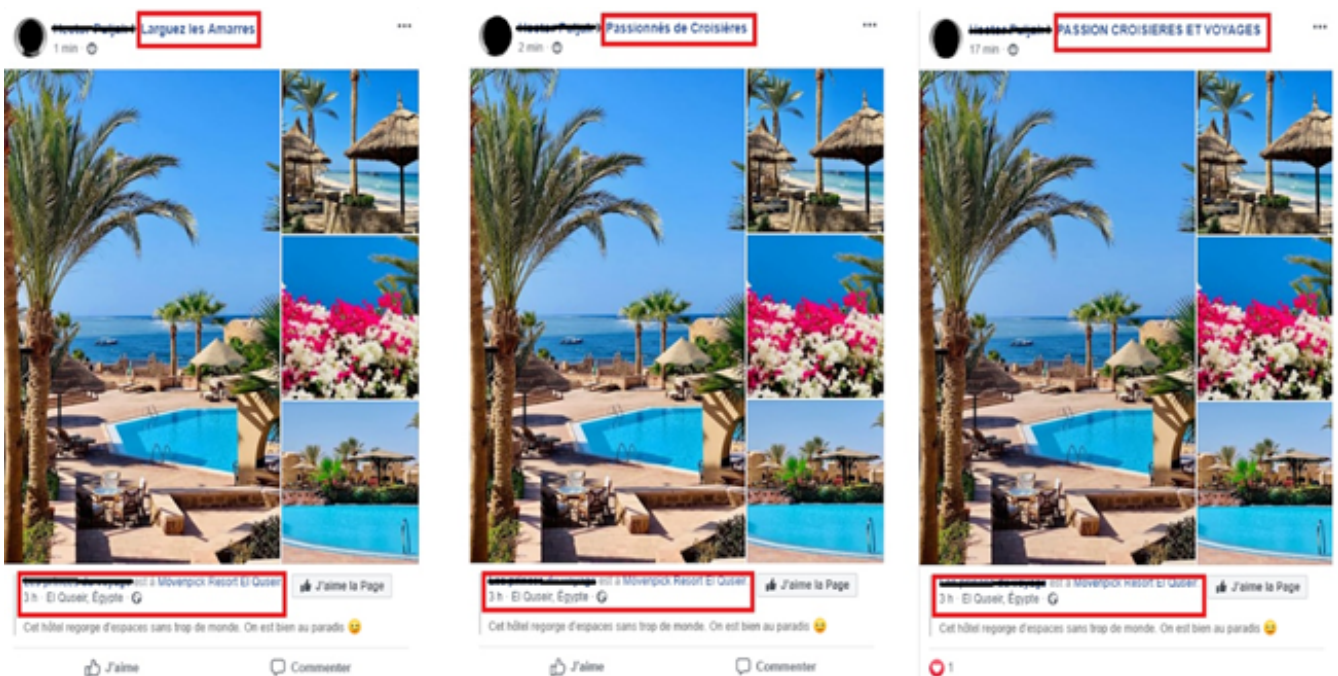 Larguez les Amarres
1 min
Cet hôtel regorge d'espaces sans trop de monde. On est bien au paradis
est à Mövenpick Resort El Quseir
3 h · El Quseir, Égypte
J'aime la Page
J'aime
Commenter
Passionnés de Croisières
2 min
est à Mövenpick Resort El Quseir
3 h · El Quseir, Égypte
J'aime la Page
Cet hôtel regorge d'espaces sans trop de monde. On est bien au paradis
J'aime
Commenter
PASSION CROISIERES ET VOYAGES
17 min
est à Mövenpick Resort El Quseir
3 h · El Quseir, Égypte
J'aime la Page
Cet hôtel regorge d'espaces sans trop de monde. On est bien au paradis
1